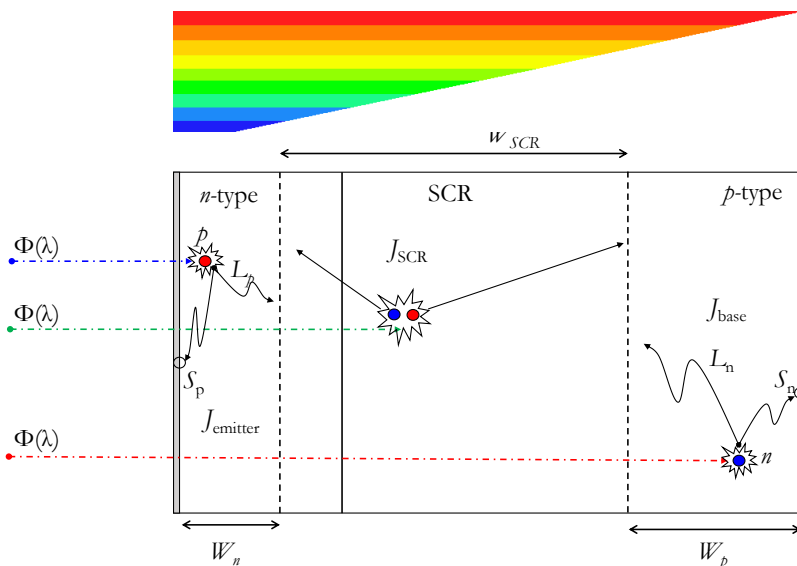 w SCR
n-type
SCR
p-type
Φ(λ)
p
L p
J SCR
Φ(λ)
J base
S p
L n
S n
J emitter
Φ(λ)
n
W n
W p